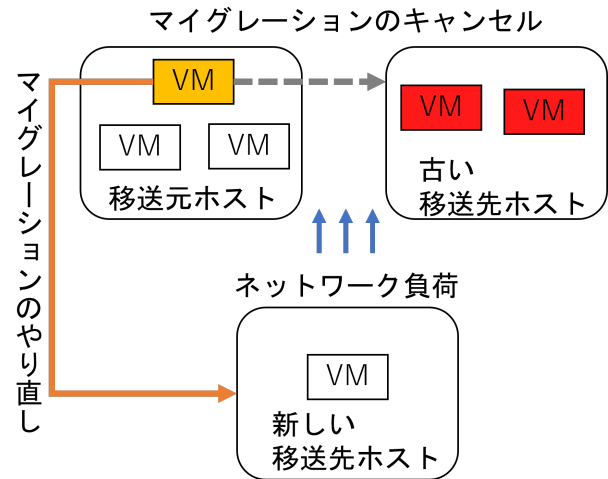 マイグレーションのキャンセル
VM
VM
VM
移送元ホスト
VM
VM
古い
移送先ホスト
マイグレーションのやり直し
ネットワーク負荷
VM
新しい
移送先ホスト